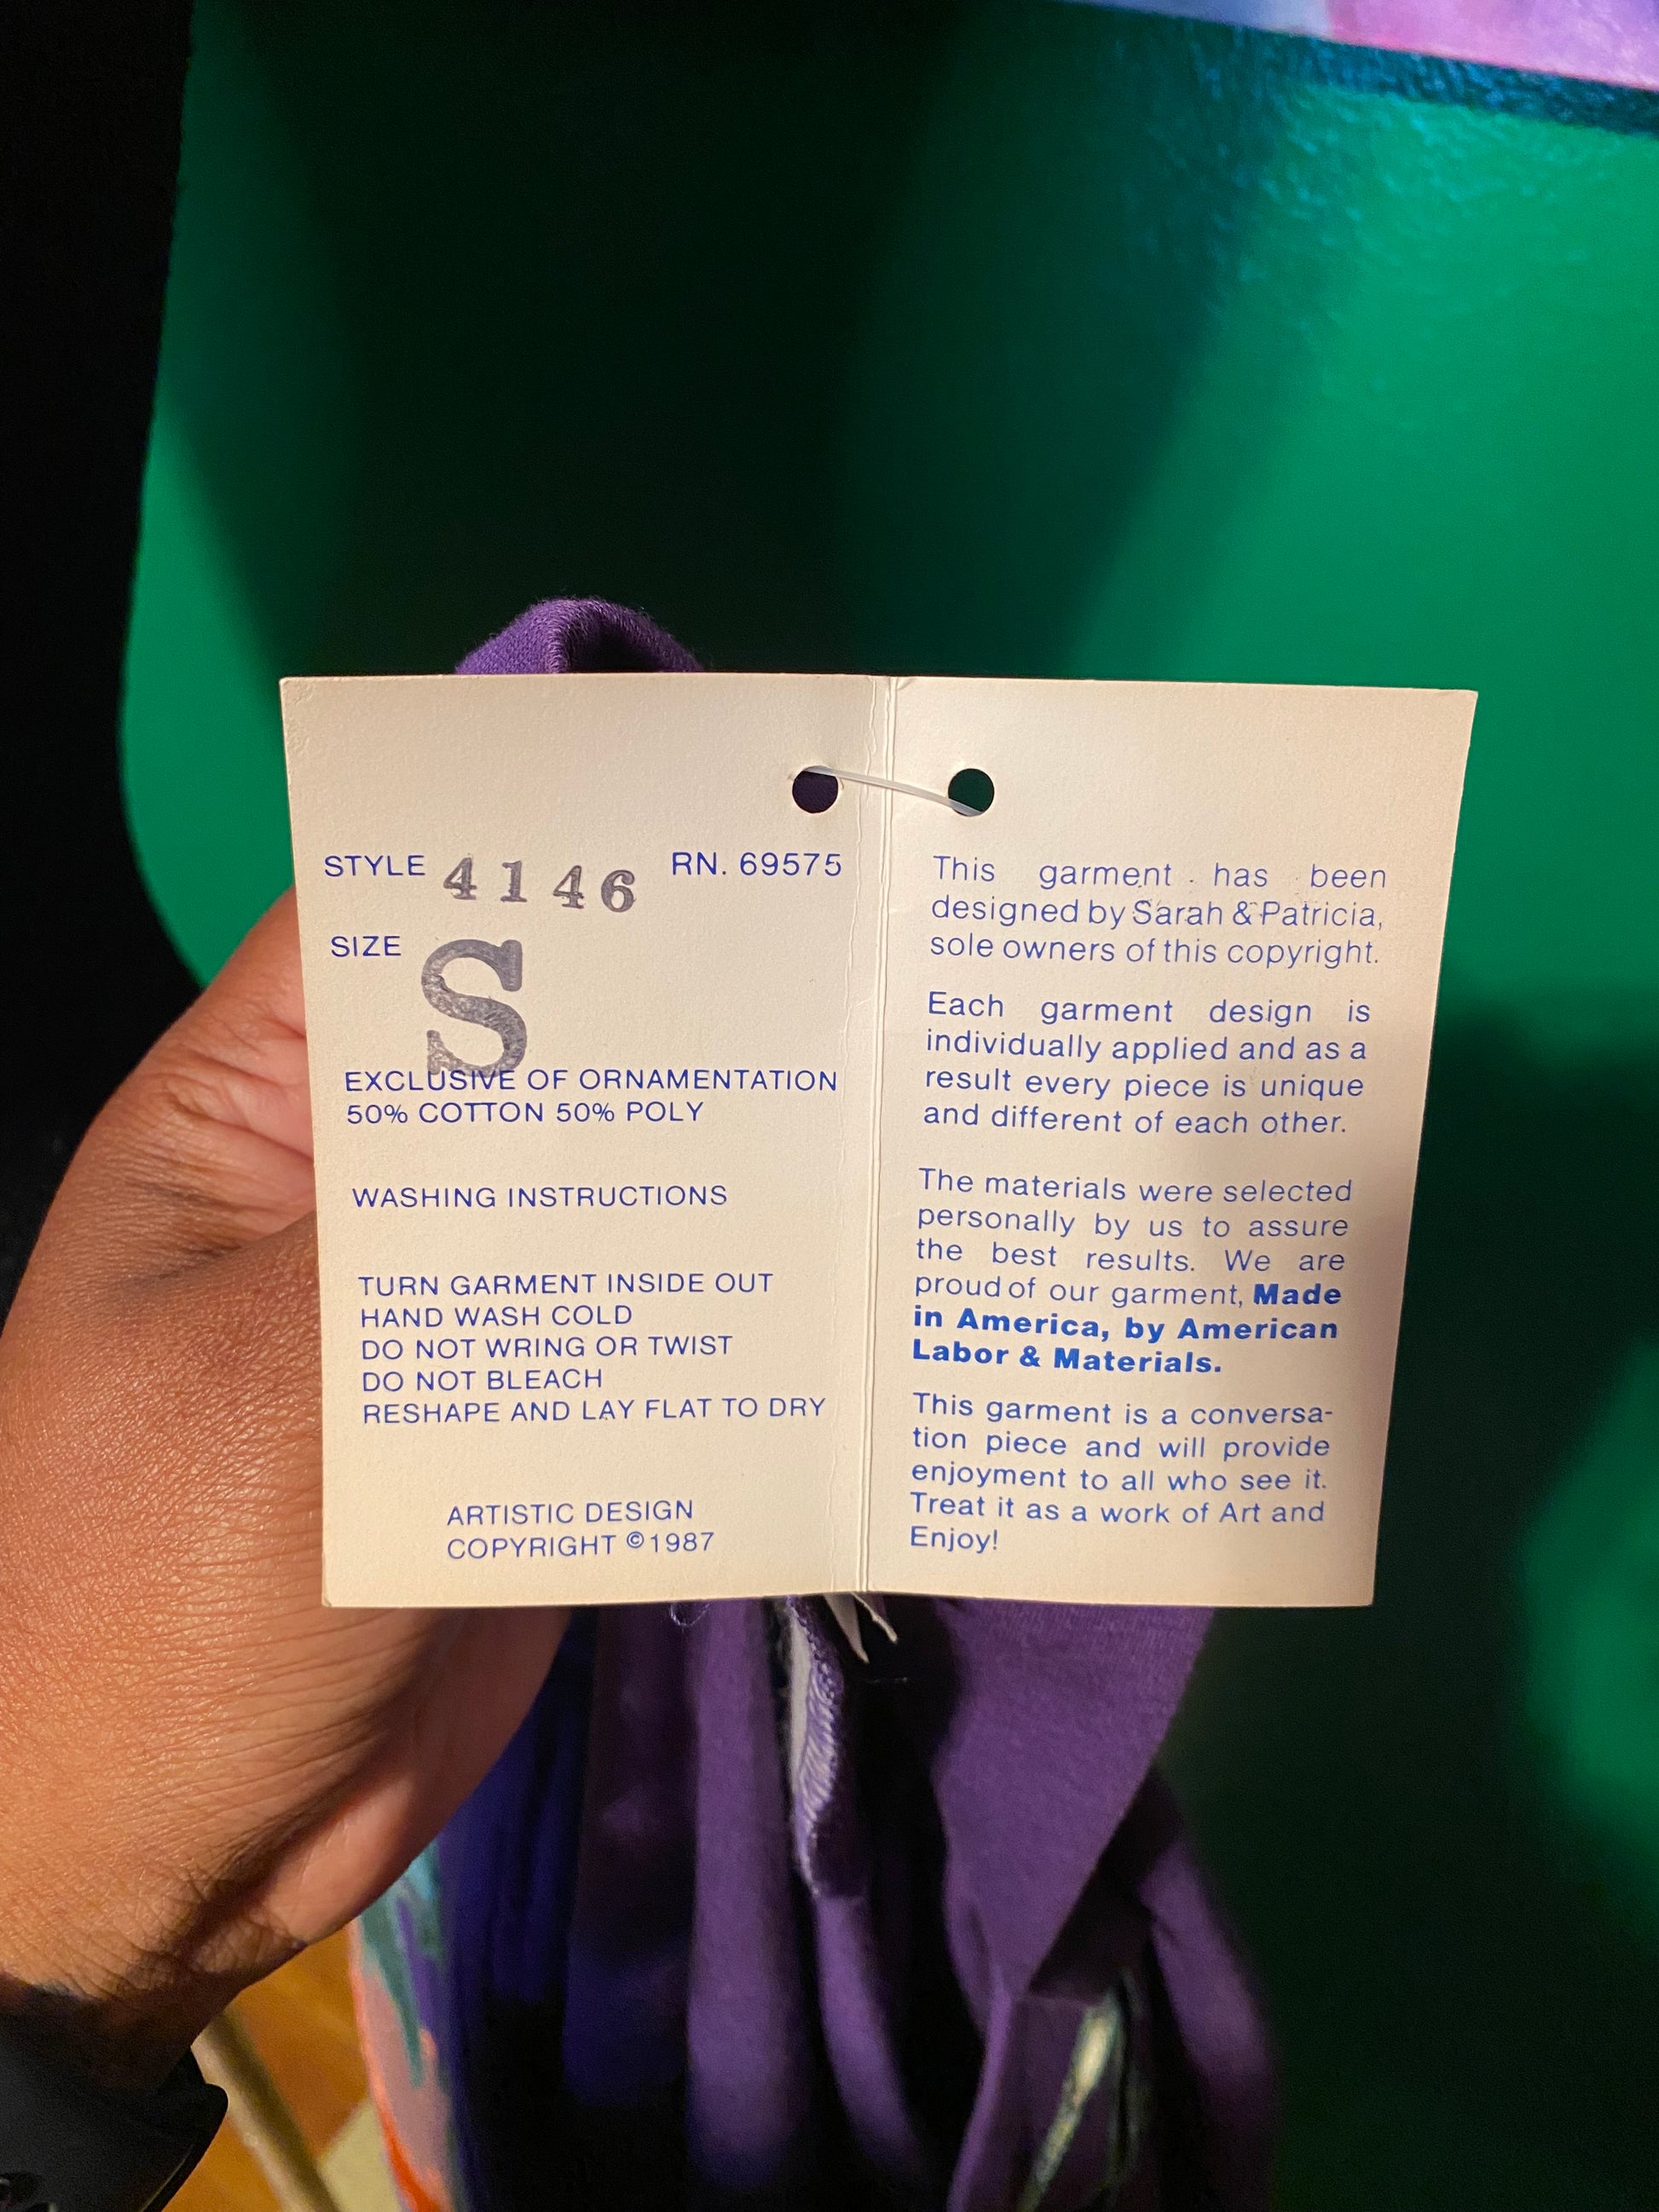 STYLE 4146 RN. 69575
SIZE S
EXCLUSIVE OF ORNAMENTATION
50% COTTON 50% POLY
WASHING INSTRUCTIONS
TURN GARMENT INSIDE OUT
HAND WASH COLD
DO NOT WRING OR TWIST
DO NOT BLEACH
RESHAPE AND LAY FLAT TO DRY
ARTISTIC DESIGN
COPYRIGHT ©1987
This garment has been
designed by Sarah & Patricia,
sole owners of this copyright.
Each garment design is
individually applied and as a
result every piece is unique
and different of each other.
The materials were selected
personally by us to assure
the best results. We are
proud of our garment, Made
in America, by American
Labor & Materials.
This garment is a conversa-
tion piece and will provide
enjoyment to all who see it.
Treat it as a work of Art and
Enjoy!